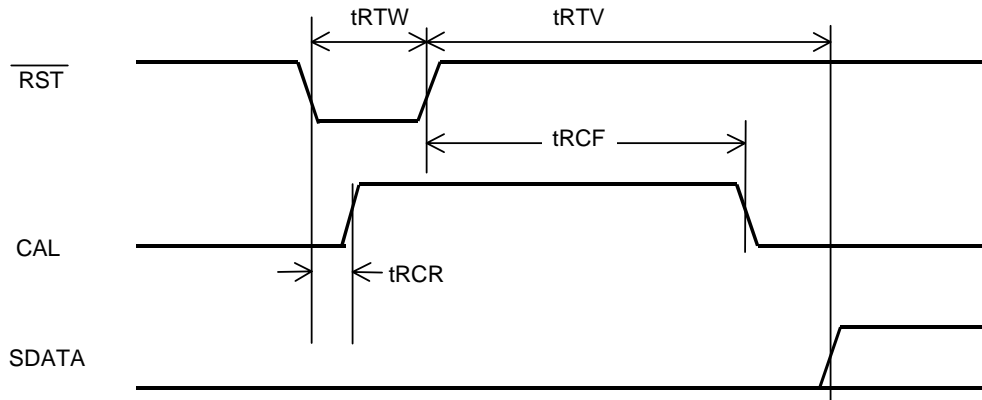 tRTW
tRTV
RST
tRCF
CAL
tRCR
SDATA